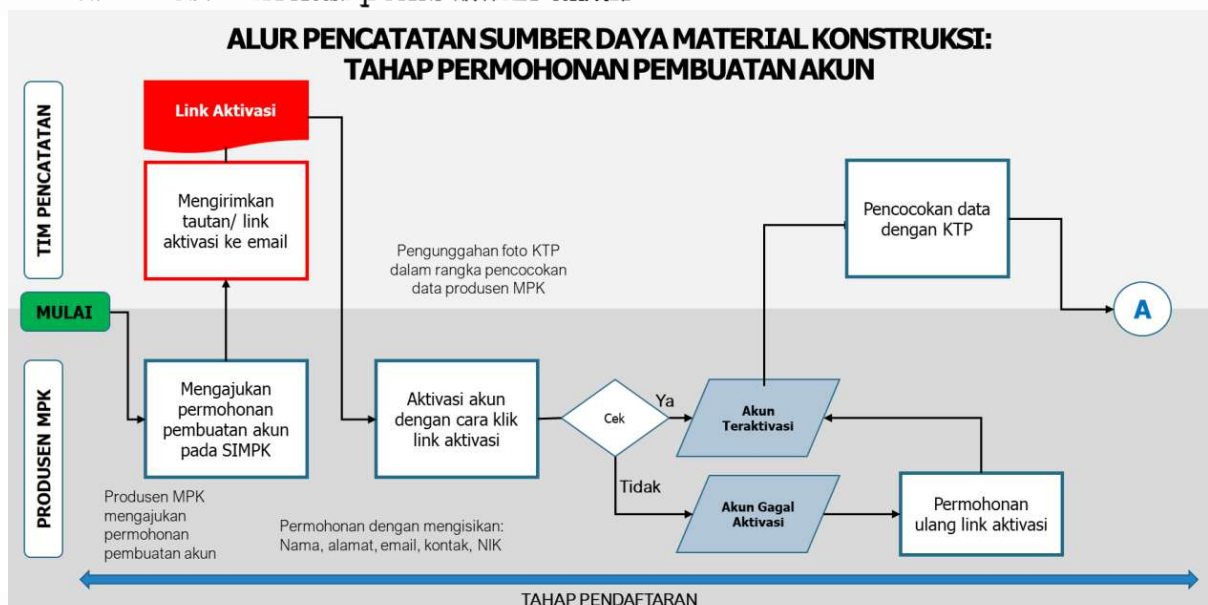 ALUR PENCATATAN SUMBER DAYA MATERIAL KONSTRUKSI:
TAHAP PERMOHONAN PEMBUATAN AKUN
TIM PENCATATAN
Link Aktivasi
Mengirimkan
tautan/ link
aktivasi ke email
Pengunggahan foto KTP
dalam rangka pencocokan
data produsen MPK
Pencocokan data
dengan KTP
MULAI
A
PRODUSEN MPK
Mengajukan
permohonan
pembuatan akun
pada SIMPK
Aktivasi akun
dengan cara klik
link aktivasi
Cek
Ya
Akun
Teraktivasi
Tidak
Akun Gagal
Aktivasi
Permohonan
ulang link aktivasi
Produsen MPK
mengajukan
permohonan
pembuatan akun
Permohonan dengan mengisikan:
Nama, alamat, email, kontak, NIK
TAHAP PENDAFTARAN